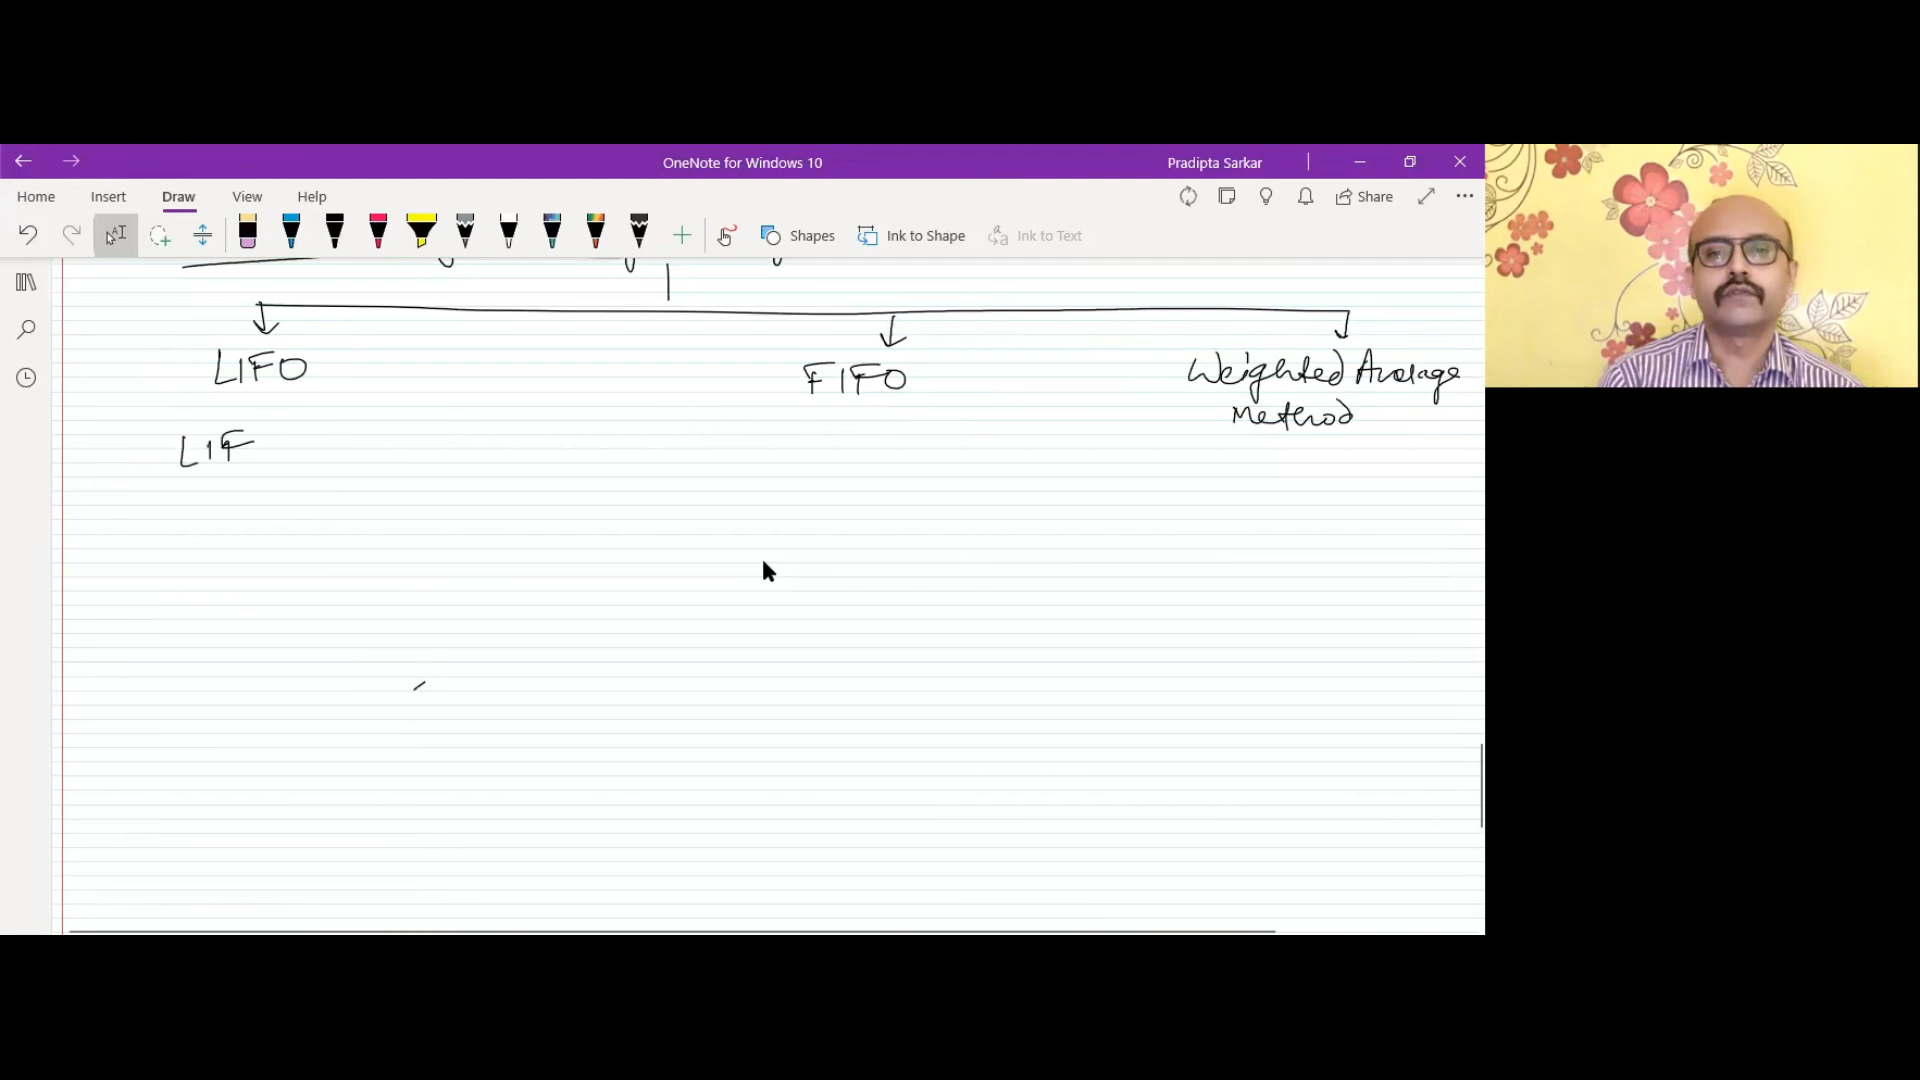 OneNote for Windows 10
Pradipta Sarkar
Home Insert Draw View Help
Share
Shapes
Ink to Shape
Ink to Text
LIFO
FIFO
Weighted Average
Method
LIF